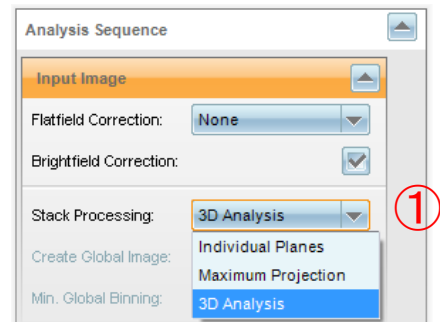 Analysis Sequence
Input Image
Flatfield Correction: None
Brightfield Correction:
Stack Processing: 3D Analysis
①
Individual Planes
Create Global Image:
Maximum Projection
Min. Global Binning:
3D Analysis